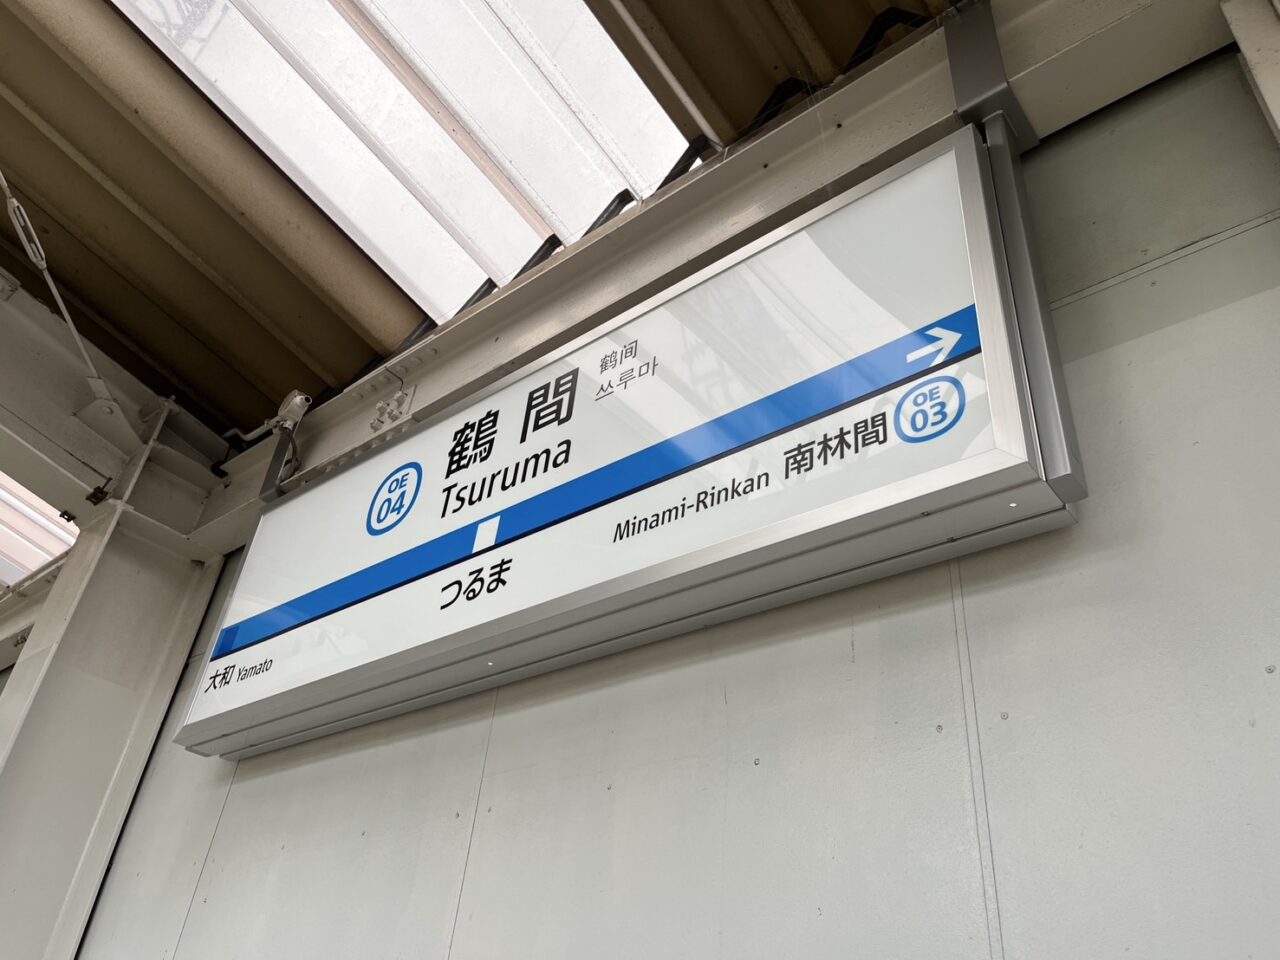 OE
04
鶴間
Tsuruma
鹤间
쓰루마
つるま
大和 Yamato
Minami-Rinkan 南林間
OE
03